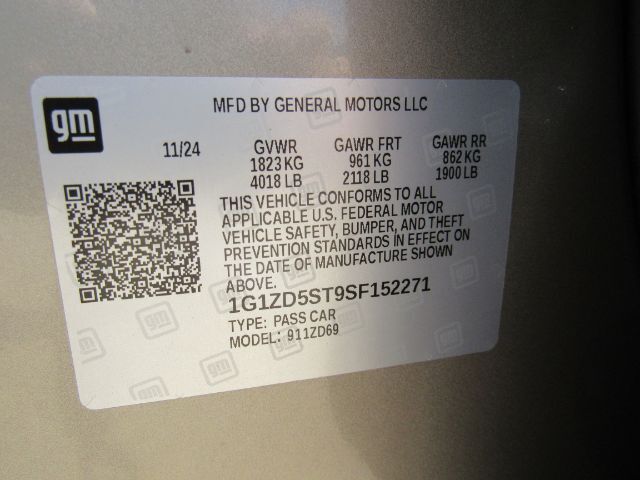 gm
MFD BY GENERAL MOTORS LLC
11/24 GVWR GAWR FRT GAWR RR
1823 KG 961 KG 862 KG
4018 LB 2118 LB 1900 LB
THIS VEHICLE CONFORMS TO ALL
APPLICABLE U.S. FEDERAL MOTOR
VEHICLE SAFETY, BUMPER, AND THEFT
PREVENTION STANDARDS IN EFFECT ON
THE DATE OF MANUFACTURE SHOWN
ABOVE.
1G1ZD5ST9SF152271
TYPE: PASS CAR
MODEL: 911ZD69